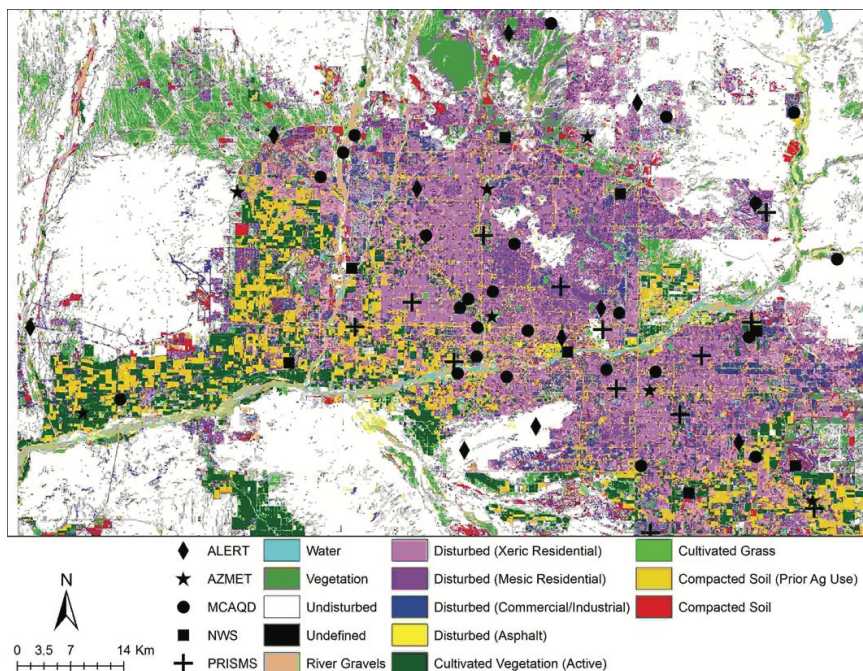 ALERT Water Disturbed (Xeric Residential) Cultivated Grass
AZMET Vegetation Disturbed (Mesic Residential) Compacted Soil (Prior Ag Use)
MCAQD Undisturbed Disturbed (Commercial/Industrial) Compacted Soil
N NWS Undefined Disturbed (Asphalt)
0 3.5 7 14 Km PRISMS River Gravels Cultivated Vegetation (Active)